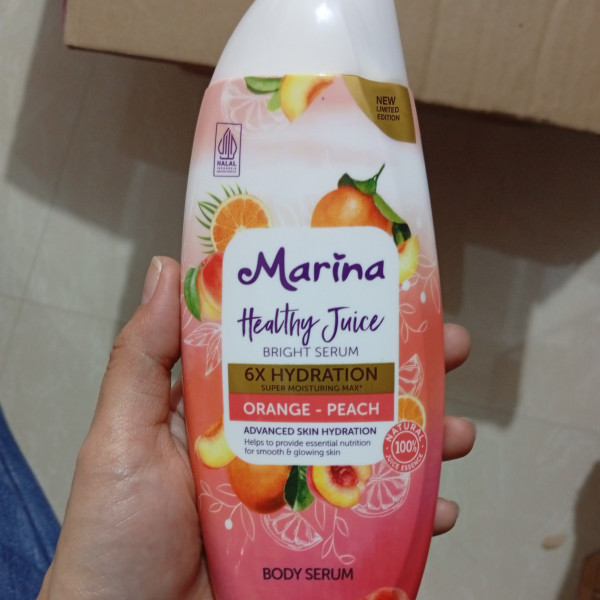 NEW
LIMITED
EDITION
HALAL
INDONESIA
Marina
Healthy Juice
BRIGHT SERUM
6X HYDRATION
SUPER MOISTURING MAX*
ORANGE - PEACH
ADVANCED SKIN HYDRATION
Helps to provide essential nutrition
for smooth & glowing skin
NATURAL
100%
JUICE ESSENCE
BODY SERUM